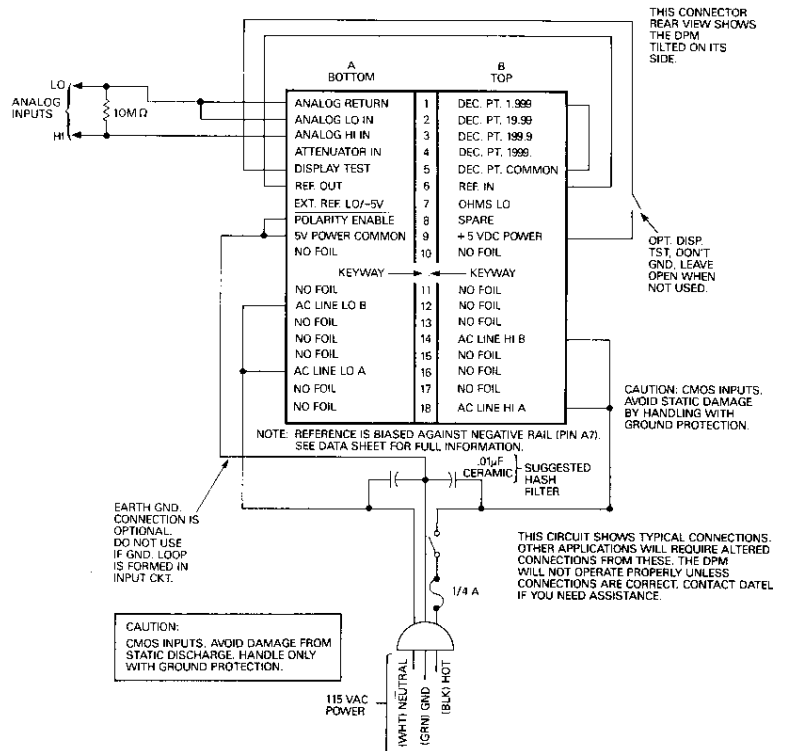 THIS CONNECTOR
REAR VIEW SHOWS
THE DPM
TILTED ON ITS
SIDE.
A
BOTTOM
B
TOP
LO
ANALOG
INPUTS
HI
10MΩ
ANALOG RETURN 1 DEC. PT. 1.999
ANALOG LO IN 2 DEC. PT. 19.99
ANALOG HI IN 3 DEC. PT. 199.9
ATTENUATOR IN 4 DEC. PT. 1999.
DISPLAY TEST 5 DEC. PT. COMMON
REF. OUT 6 REF. IN
EXT. REF. LO/-5V 7 OHMS LO
POLARITY ENABLE 8 SPARE
5V POWER COMMON 9 +5 VDC POWER
NO FOIL 10 NO FOIL
KEYWAY KEYWAY
NO FOIL 11 NO FOIL
AC LINE LO B 12 NO FOIL
NO FOIL 13 NO FOIL
NO FOIL 14 AC LINE HI B
NO FOIL 15 NO FOIL
AC LINE LO A 16 NO FOIL
NO FOIL 17 NO FOIL
NO FOIL 18 AC LINE HI A
OPT. DISP.
TST, DON'T
GND, LEAVE
OPEN WHEN
NOT USED.
CAUTION: CMOS INPUTS.
AVOID STATIC DAMAGE
BY HANDLING WITH
GROUND PROTECTION.
NOTE: REFERENCE IS BIASED AGAINST NEGATIVE RAIL (PIN A7).
SEE DATA SHEET FOR FULL INFORMATION.
.01µF
CERAMIC
SUGGESTED
HASH
FILTER
EARTH GND.
CONNECTION IS
OPTIONAL.
DO NOT USE
IF GND. LOOP
IS FORMED IN
INPUT CKT.
THIS CIRCUIT SHOWS TYPICAL CONNECTIONS.
OTHER APPLICATIONS WILL REQUIRE ALTERED
CONNECTIONS FROM THESE. THE DPM
WILL NOT OPERATE PROPERLY UNLESS
CONNECTIONS ARE CORRECT. CONTACT DATEL
IF YOU NEED ASSISTANCE.
1/4 A
CAUTION:
CMOS INPUTS, AVOID DAMAGE FROM
STATIC DISCHARGE. HANDLE ONLY
WITH GROUND PROTECTION.
115 VAC
POWER
(WHT) NEUTRAL
(GRN) GND
(BLK) HOT